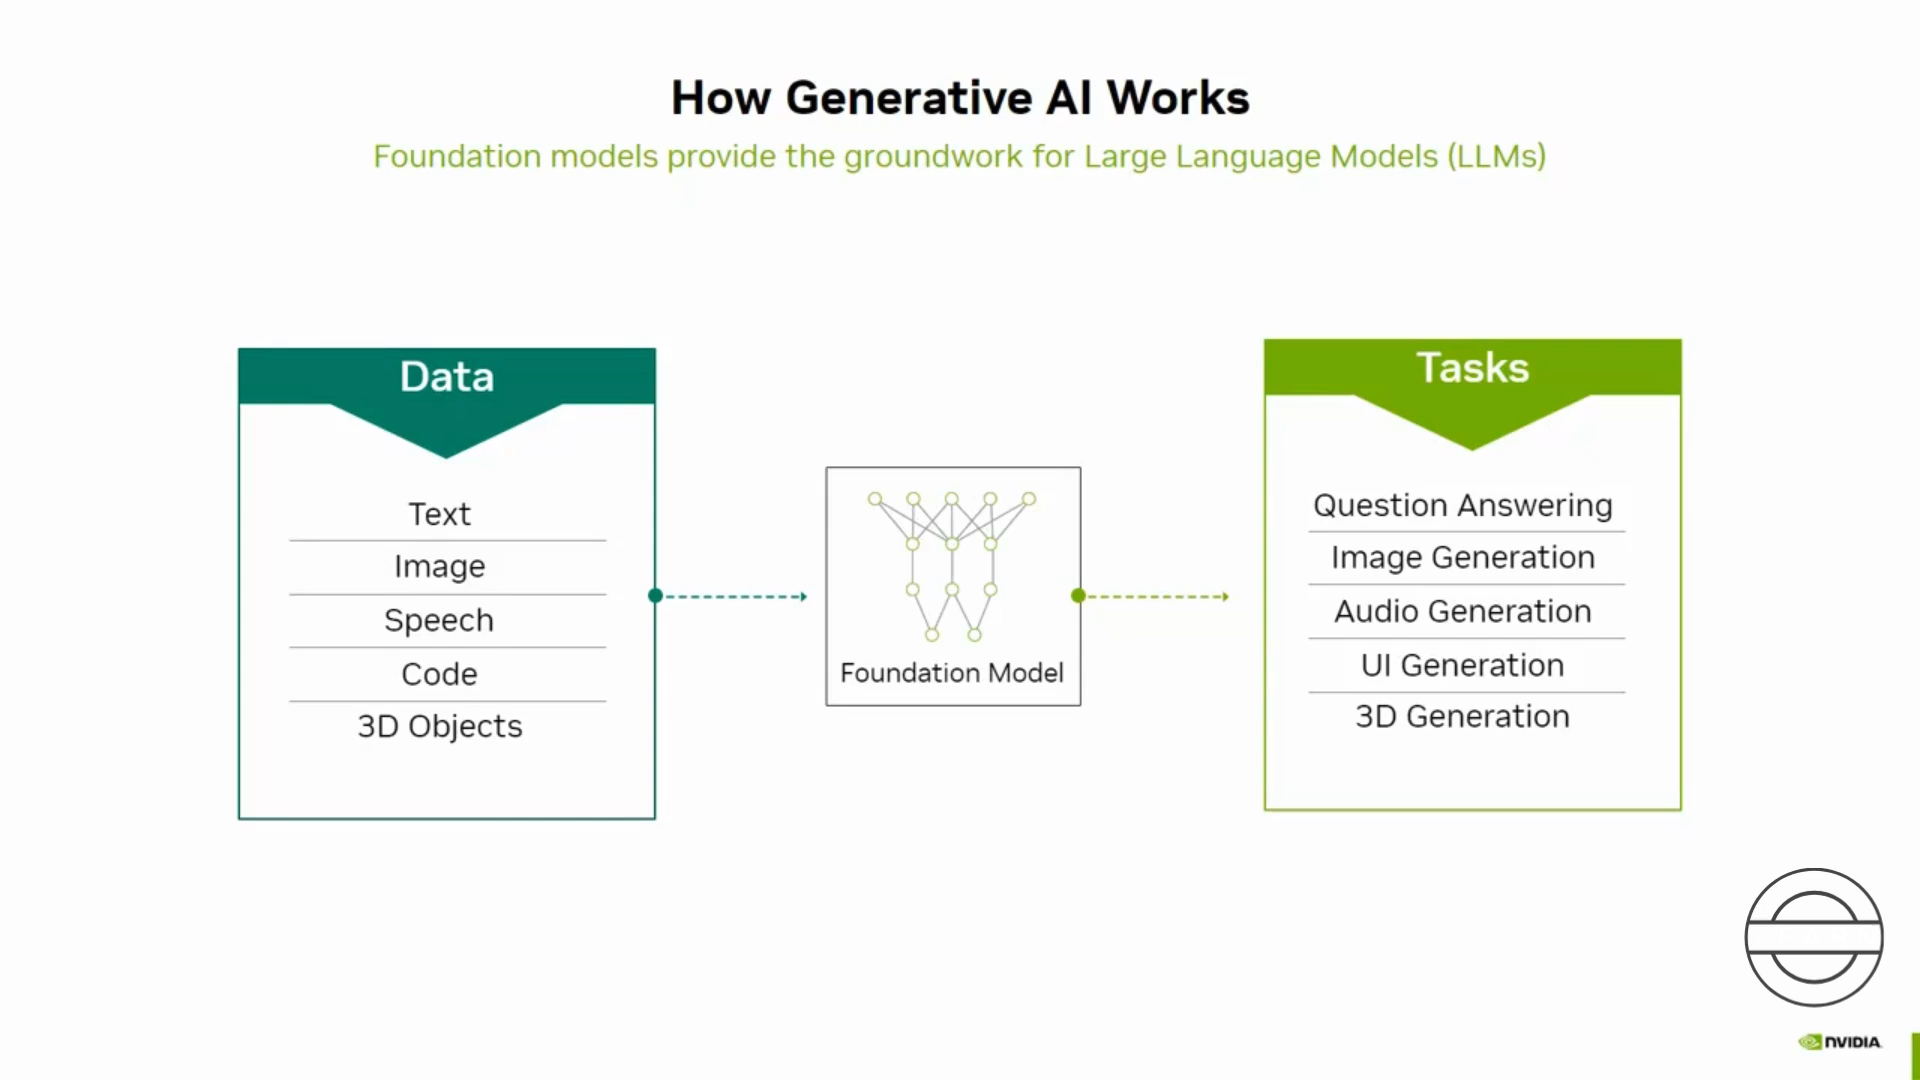 How Generative AI Works
Foundation models provide the groundwork for Large Language Models (LLMs)
Data
Text
Image
Speech
Code
3D Objects
Foundation Model
Tasks
Question Answering
Image Generation
Audio Generation
UI Generation
3D Generation
NVIDIA